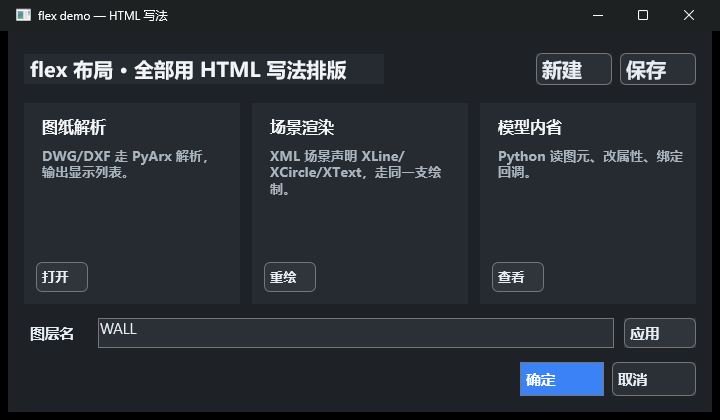 flex demo — HTML 写法
flex 布局 · 全部用 HTML 写法排版
新建
保存
图纸解析
DWG/DXF 走 PyArx 解析，
输出显示列表。
打开
场景渲染
XML 场景声明 XLine/
XCircle/XText，走同一支绘
制。
重绘
模型内省
Python 读图元、改属性、绑定
回调。
查看
图层名
WALL
应用
确定
取消